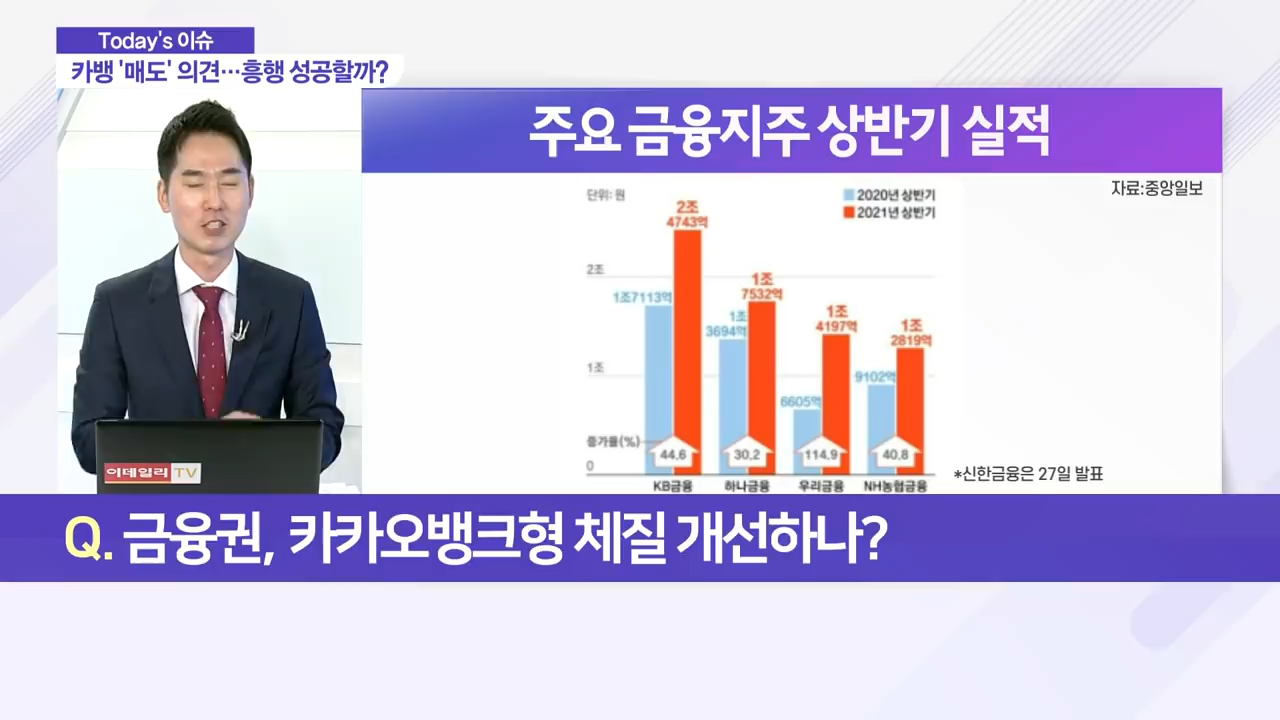 Today's 이슈
카뱅 '매도' 의견…흥행 성공할까?
주요 금융지주 상반기 실적
자료:중앙일보
단위: 원
2020년 상반기
2021년 상반기
2조
4743억
2조
1조7113억
1조
7532억
1조
3694억
1조
4197억
1조
2819억
1조
9102억
6605억
증가율(%)
44.6
30.2
114.9
40.8
0
KB금융
하나금융
우리금융
NH농협금융
*신한금융은 27일 발표
이데일리 TV
Q. 금융권, 카카오뱅크형 체질 개선하나?